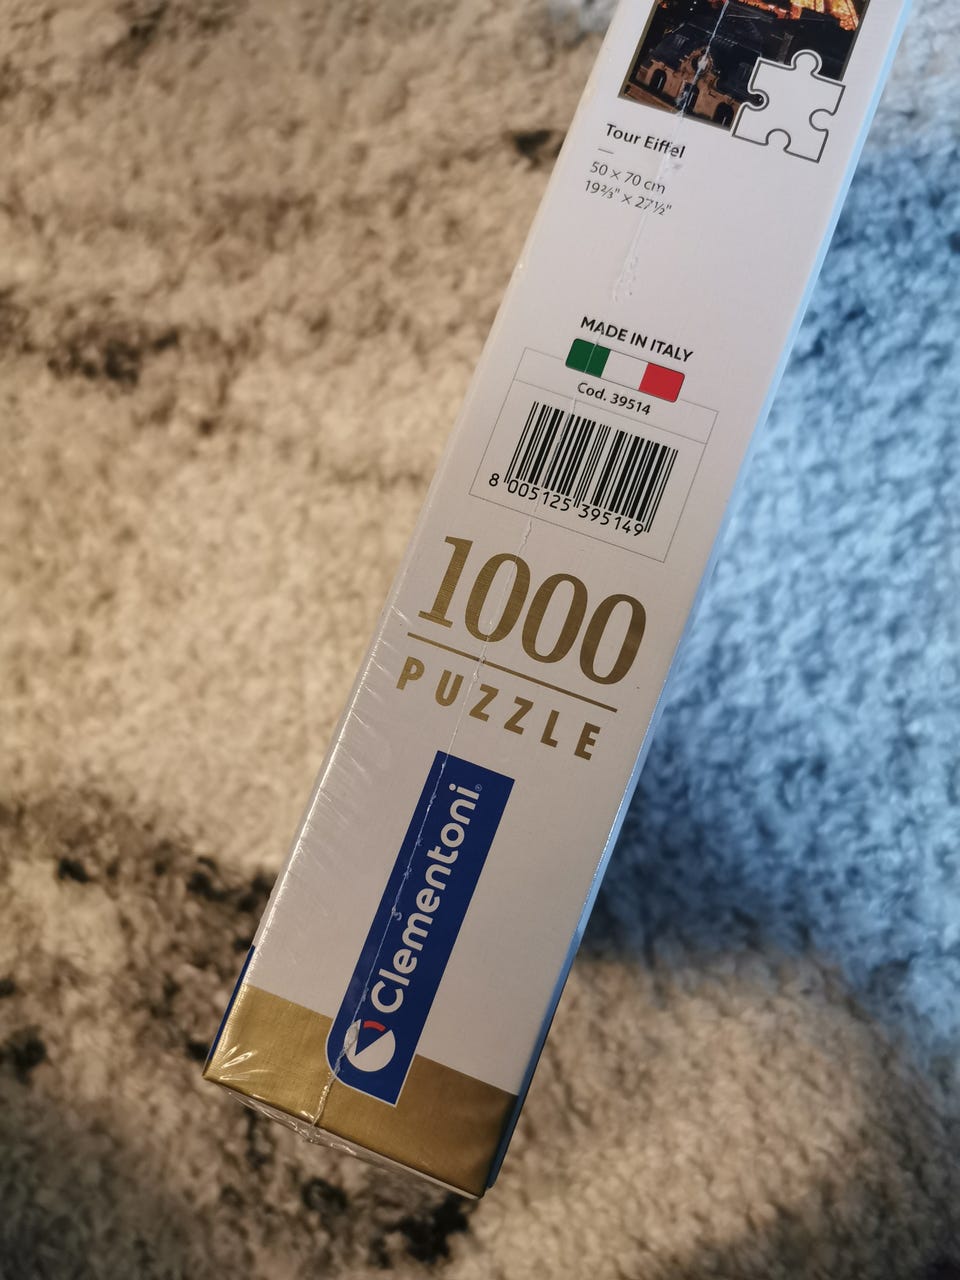 Tour Eiffel
50 × 70 cm
19⅔" × 27½"
MADE IN ITALY
Cod. 39514
8 005125 395149
1000
PUZZLE
Clementoni®